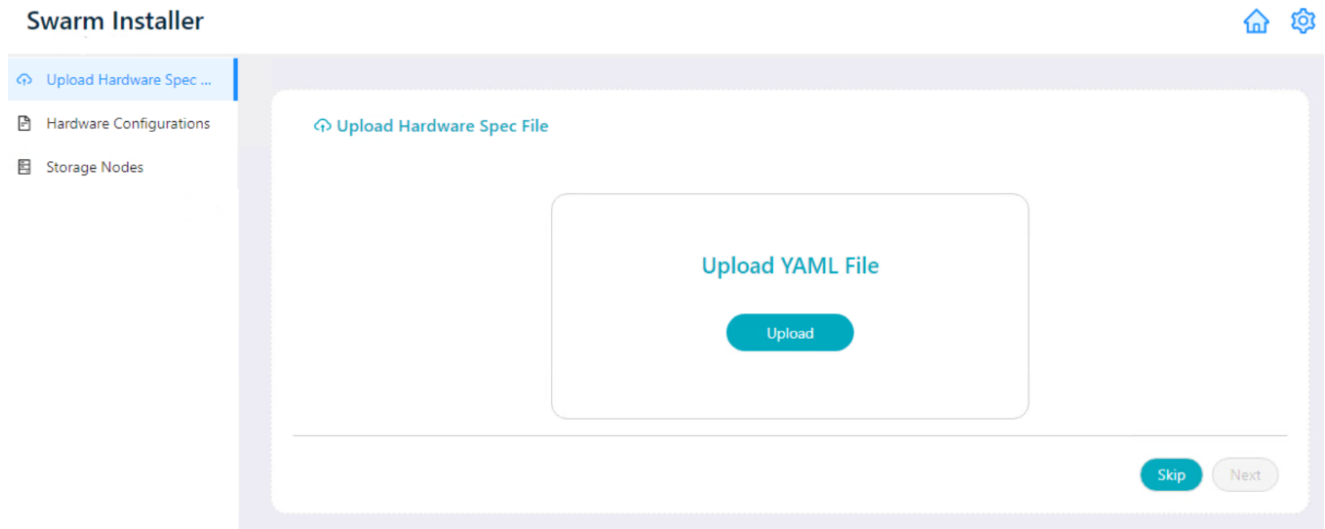 Swarm Installer
Upload Hardware Spec ...
Hardware Configurations
Storage Nodes
Upload Hardware Spec File
Upload YAML File
Upload
Skip
Next